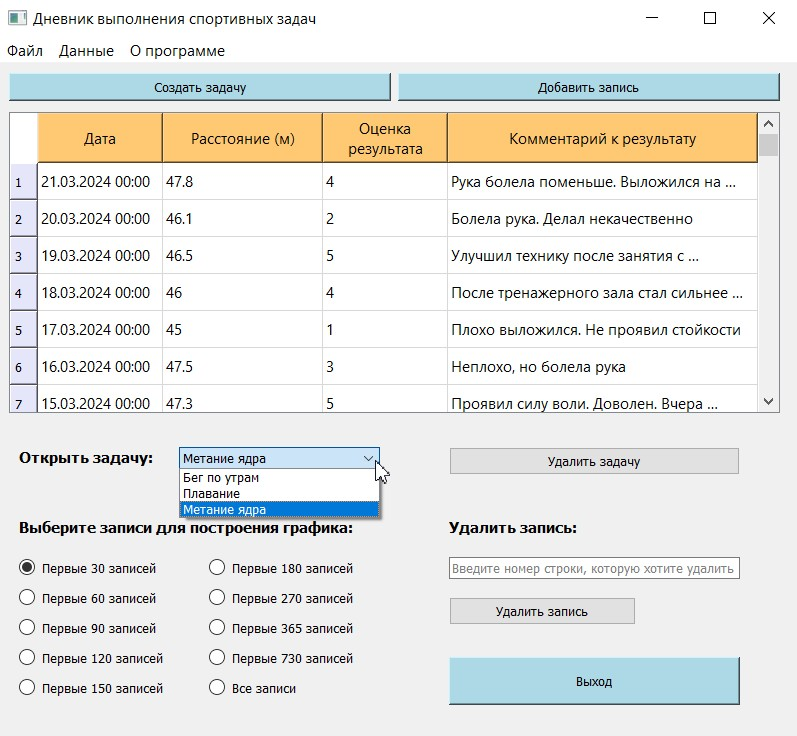 Дневник выполнения спортивных задач
Файл Данные О программе
Создать задачу Добавить запись
Дата Расстояние (м) Оценка результата Комментарий к результату
1 21.03.2024 00:00 47.8 4 Рука болела поменьше. Выложился на ...
2 20.03.2024 00:00 46.1 2 Болела рука. Делал некачественно
3 19.03.2024 00:00 46.5 5 Улучшил технику после занятия с ...
4 18.03.2024 00:00 46 4 После тренажерного зала стал сильнее ...
5 17.03.2024 00:00 45 1 Плохо выложился. Не проявил стойкости
6 16.03.2024 00:00 47.5 3 Неплохо, но болела рука
7 15.03.2024 00:00 47.3 5 Проявил силу воли. Доволен. Вчера ...
Открыть задачу: Метание ядра Удалить задачу
Бег по утрам
Плавание
Метание ядра
Выберите записи для построения графика: Удалить запись:
Первые 30 записей Первые 180 записей Введите номер строки, которую хотите удалить
Первые 60 записей Первые 270 записей Удалить запись
Первые 90 записей Первые 365 записей
Первые 120 записей Первые 730 записей
Первые 150 записей Все записи Выход